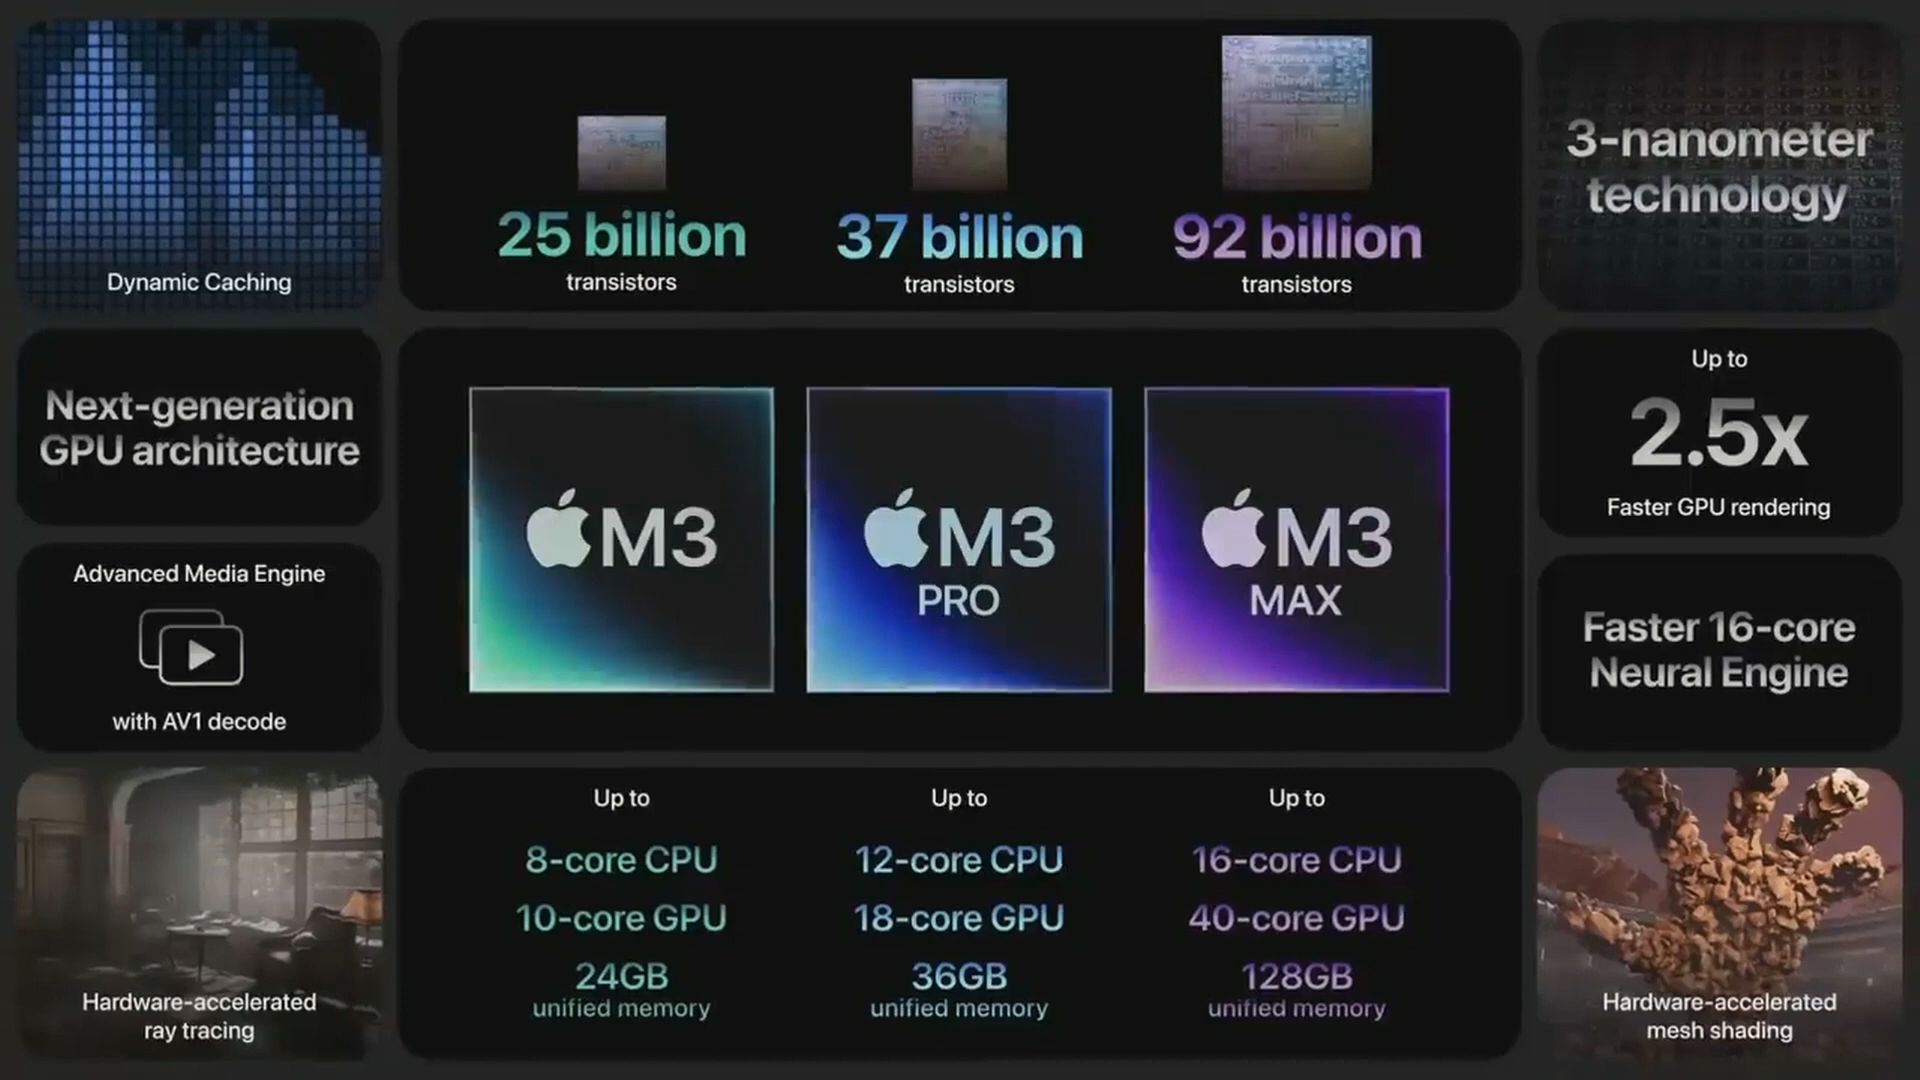 Dynamic Caching
25 billion
transistors
37 billion
transistors
92 billion
transistors
3-nanometer
technology
Next-generation
GPU architecture
M3
M3
PRO
M3
MAX
Up to
2.5x
Faster GPU rendering
Advanced Media Engine
with AV1 decode
Faster 16-core
Neural Engine
Hardware-accelerated
ray tracing
Up to
8-core CPU
10-core GPU
24GB
unified memory
Up to
12-core CPU
18-core GPU
36GB
unified memory
Up to
16-core CPU
40-core GPU
128GB
unified memory
Hardware-accelerated
mesh shading